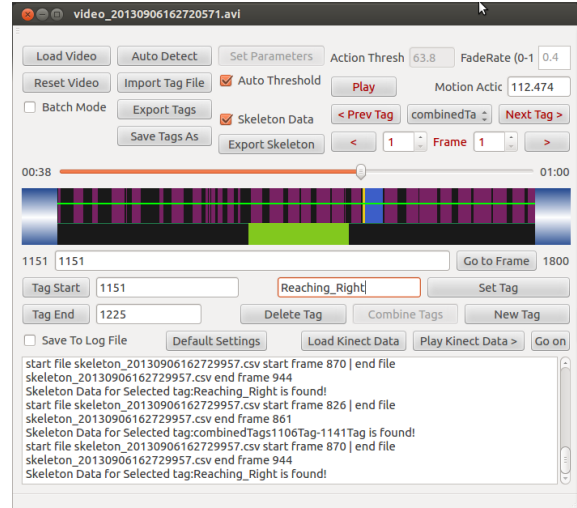 video_20130906162720571.avi
Load Video Auto Detect Set Parameters Action Thresh 63.8 FadeRate (0-1 0.4
Reset Video Import Tag File Auto Threshold Play Motion Actic 112.474
Batch Mode Export Tags Skeleton Data < Prev Tag combinedTa Next Tag >
Save Tags As Export Skeleton < 1 Frame 1 >
00:38 01:00
1151 1151 Go to Frame 1800
Tag Start 1151 Reaching_Right Set Tag
Tag End 1225 Delete Tag Combine Tags New Tag
Save To Log File Default Settings Load Kinect Data Play Kinect Data > Go on
start file skeleton_20130906162729957.csv start frame 870 | end file
skeleton_20130906162729957.csv end frame 944
Skeleton Data for Selected tag:Reaching_Right is found!
start file skeleton_20130906162729957.csv start frame 826 | end file
skeleton_20130906162729957.csv end frame 861
Skeleton Data for Selected tag:combinedTags1106Tag-1141Tag is found!
start file skeleton_20130906162729957.csv start frame 870 | end file
skeleton_20130906162729957.csv end frame 944
Skeleton Data for Selected tag:Reaching_Right is found!